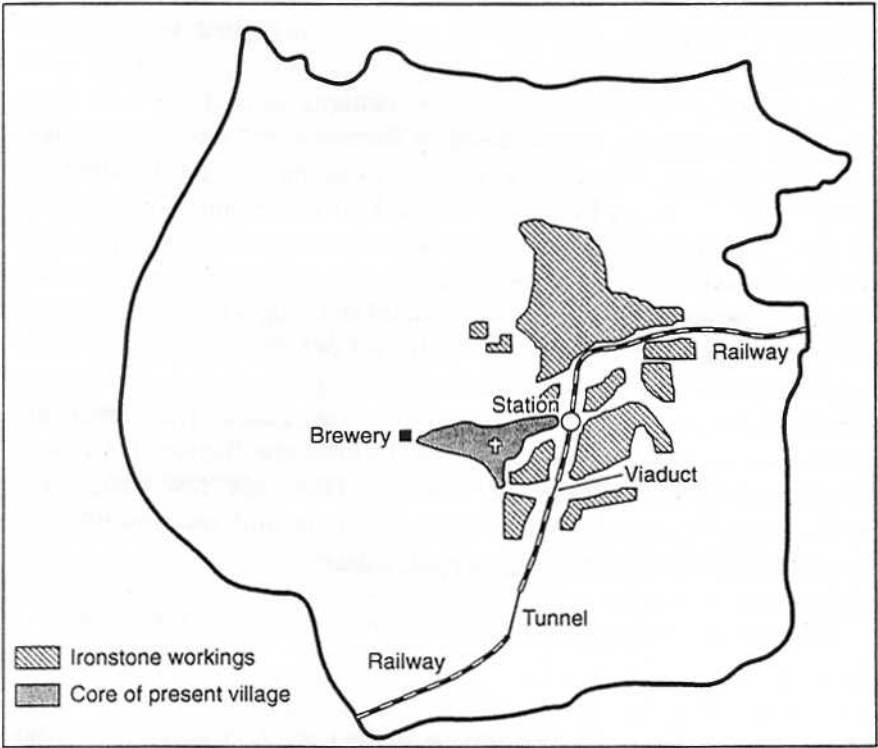 Railway
Station
Brewery
Viaduct
Tunnel
Railway
Ironstone workings
Core of present village